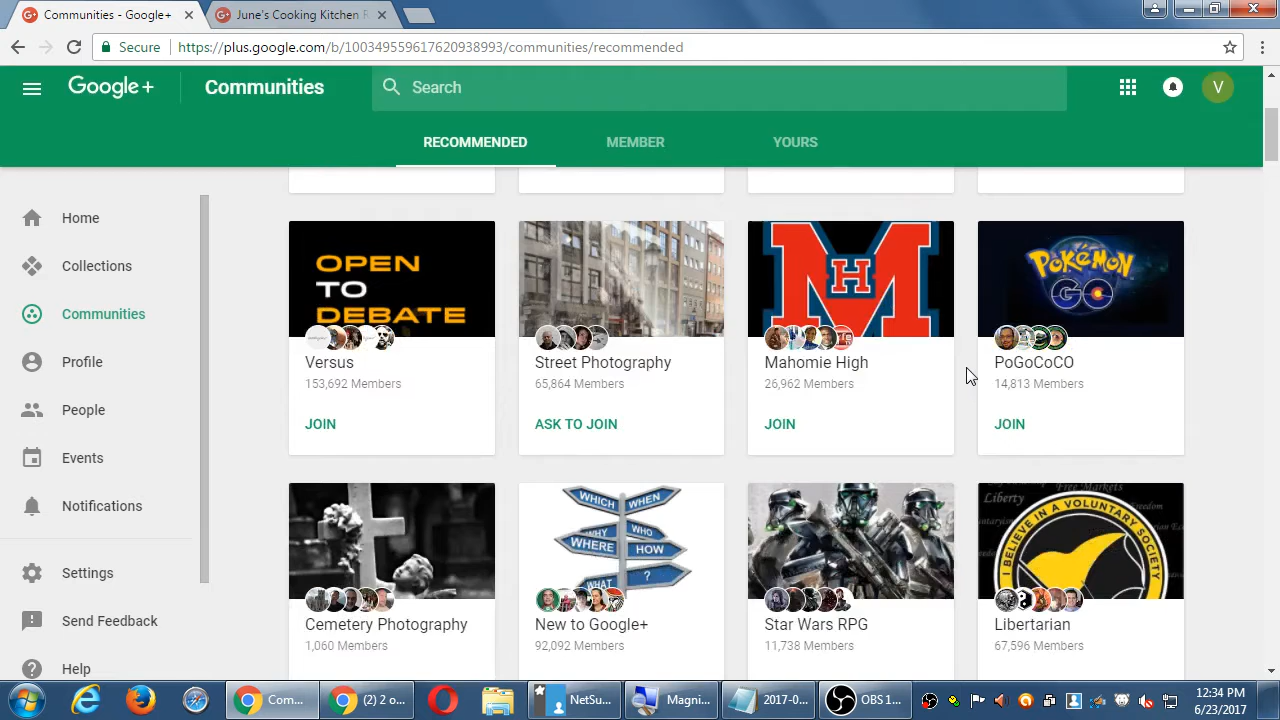 Communities - Google+
June's Cooking Kitchen R
Secure
https://plus.google.com/b/100349559617620938993/communities/recommended
Google+
Communities
Search
V
RECOMMENDED
MEMBER
YOURS
Home
Collections
Communities
Profile
People
Events
Notifications
Settings
Send Feedback
Help
OPEN
TO
DEBATE
Versus
153,692 Members
JOIN
Street Photography
65,864 Members
ASK TO JOIN
M
H
Mahomie High
26,962 Members
JOIN
POKÉMON
GO
PoGoCoCO
14,813 Members
JOIN
Cemetery Photography
1,060 Members
WHICH
WHEN
WHY
WHO
WHERE
HOW
WHAT
?
New to Google+
92,092 Members
Star Wars RPG
11,738 Members
Free Markets
Liberty
I BELIEVE IN A VOLUNTARY SOCIETY
Libertarian
67,596 Members
Com...
(2) 2 o...
NetSu...
Magni...
2017-0...
OBS 1...
12:34 PM
6/23/2017